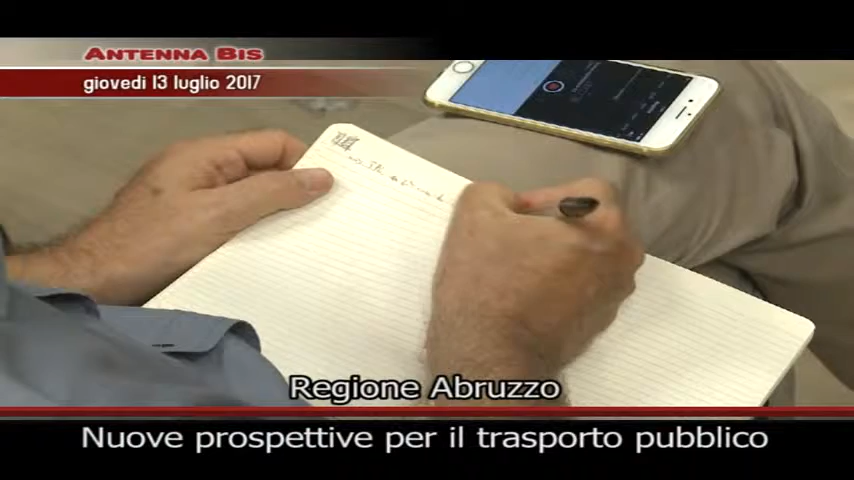 ANTENNA BIS
giovedì 13 luglio 2017
Regione Abruzzo
Nuove prospettive per il trasporto pubblico